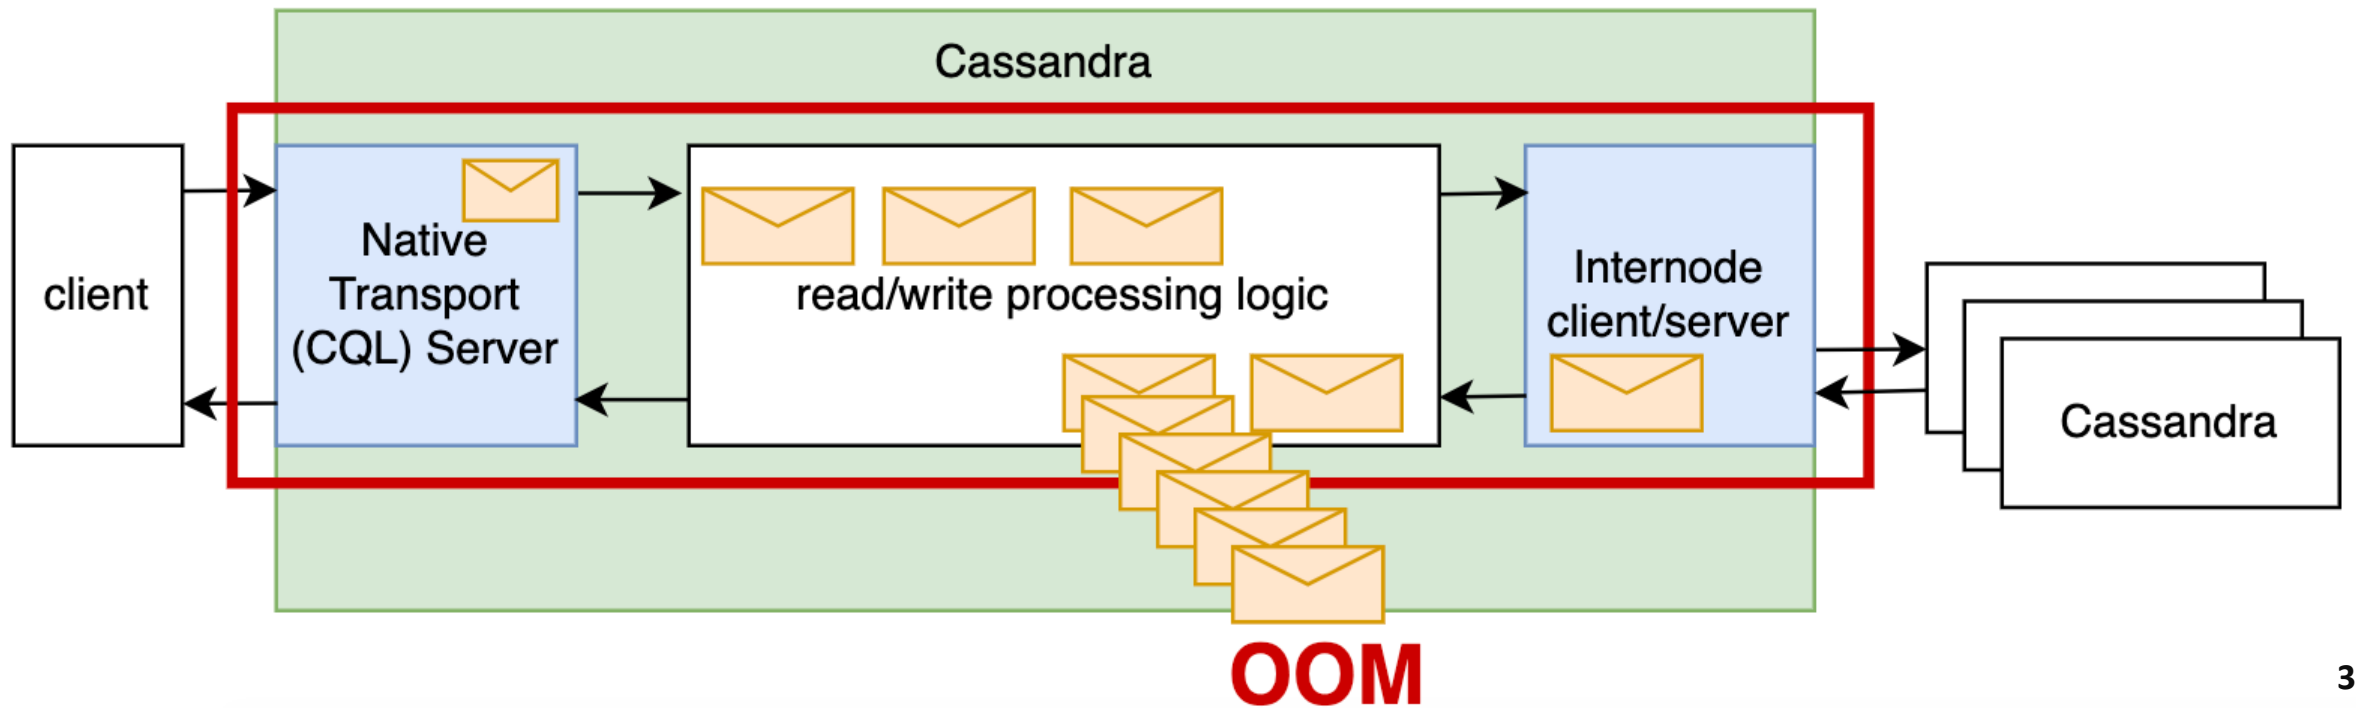 Cassandra
client
Native
Transport
(CQL) Server
read/write processing logic
Internode
client/server
Cassandra
OOM
3